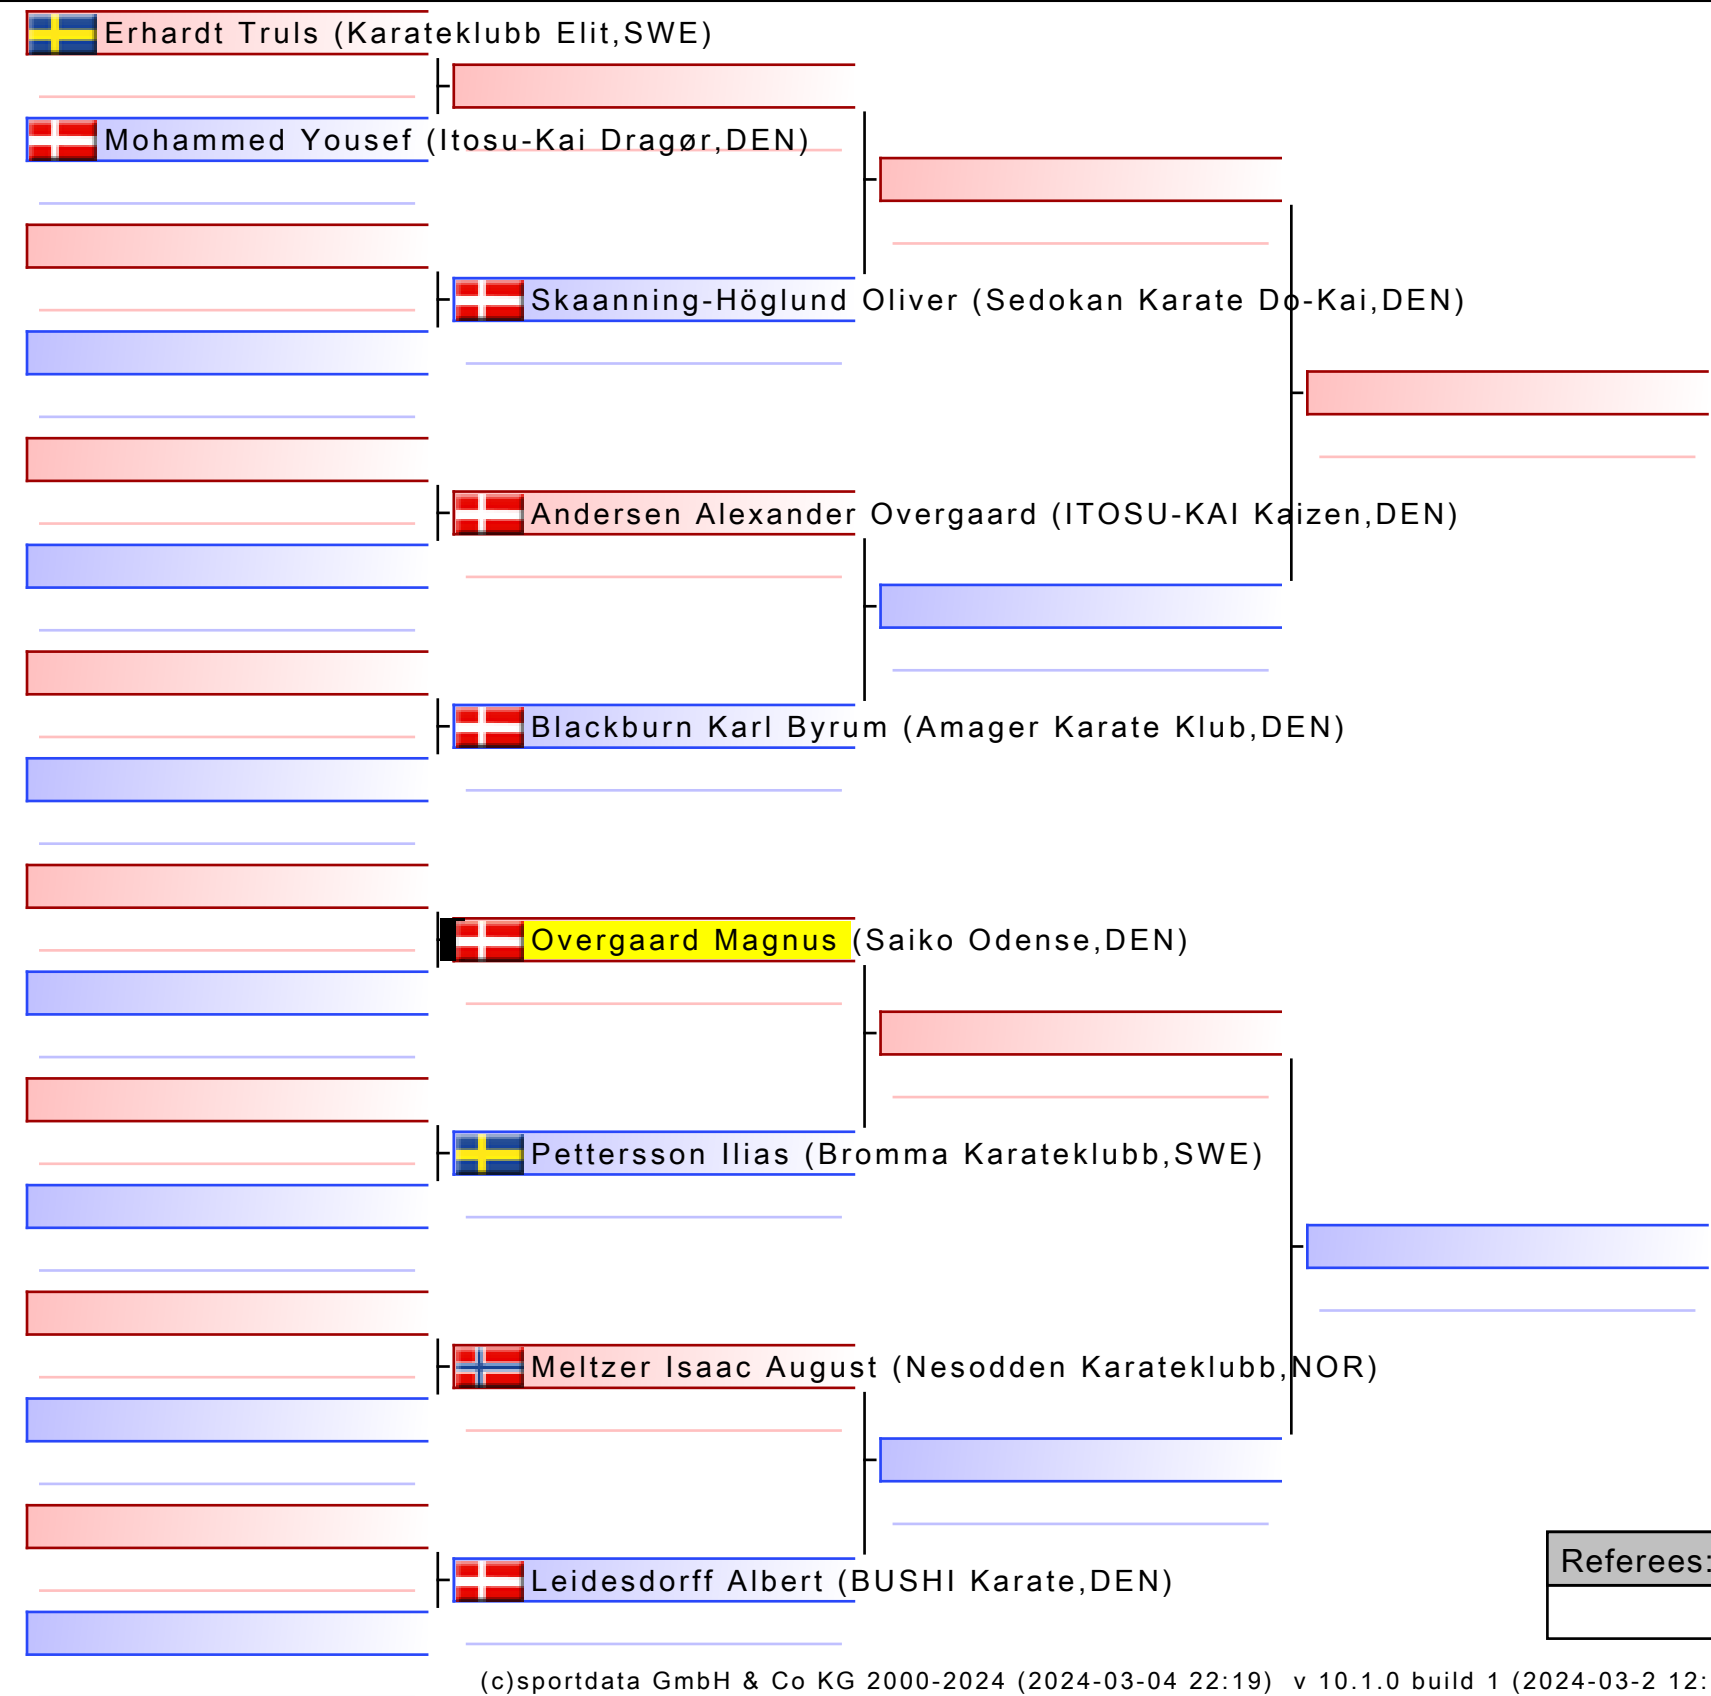 Erhardt Truls (Karateklubb Elit,SWE)
Mohammed Yousef (Itosu-Kai Dragør,DEN)
Skaanning-Höglund Oliver (Sedokan Karate Do-Kai,DEN)
Andersen Alexander Overgaard (ITOSU-KAI Kaizen,DEN)
Blackburn Karl Byrum (Amager Karate Klub,DEN)
Overgaard Magnus (Saiko Odense,DEN)
Pettersson Ilias (Bromma Karateklubb,SWE)
Meltzer Isaac August (Nesodden Karateklubb,NOR)
Leidesdorff Albert (BUSHI Karate,DEN)
Referees:
(c)sportdata GmbH & Co KG 2000-2024 (2024-03-04 22:19) v 10.1.0 build 1 (2024-03-2 12: